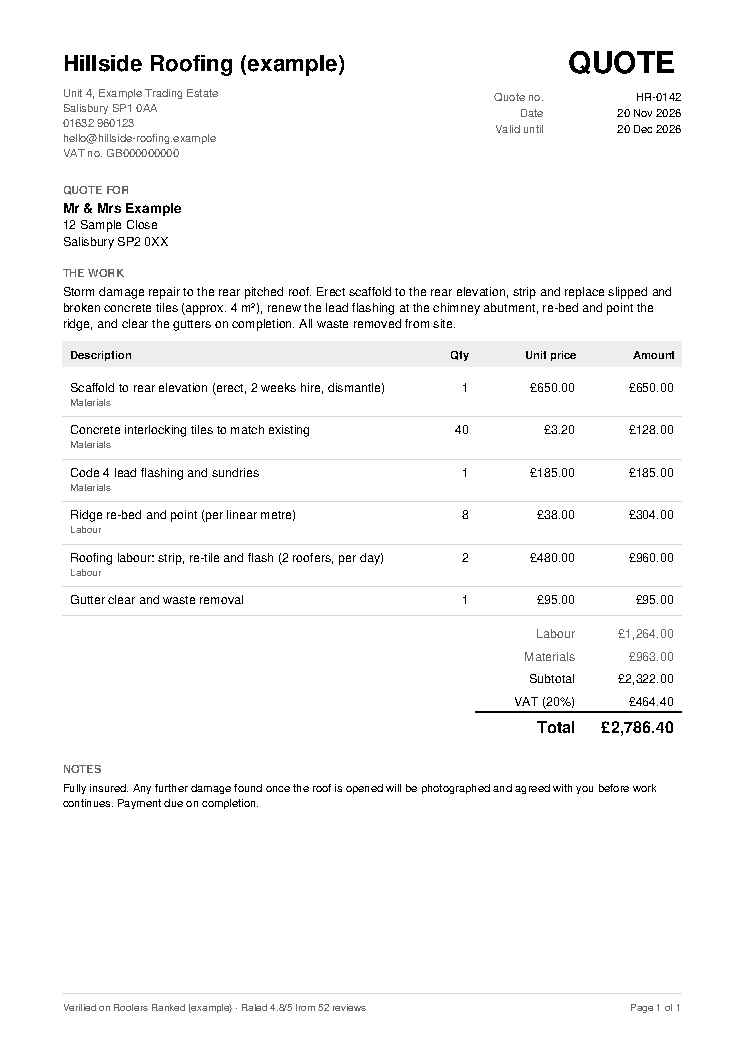 Hillside Roofing (example)
QUOTE
Unit 4, Example Trading Estate
Salisbury SP1 0AA
01632 960123
hello@hillside-roofing.example
VAT no. GB000000000
Quote no. HR-0142
Date 20 Nov 2026
Valid until 20 Dec 2026
QUOTE FOR
Mr & Mrs Example
12 Sample Close
Salisbury SP2 0XX
THE WORK
Storm damage repair to the rear pitched roof. Erect scaffold to the rear elevation, strip and replace slipped and
broken concrete tiles (approx. 4 m²), renew the lead flashing at the chimney abutment, re-bed and point the
ridge, and clear the gutters on completion. All waste removed from site.
Description Qty Unit price Amount
Scaffold to rear elevation (erect, 2 weeks hire, dismantle) 1 £650.00 £650.00
Materials
Concrete interlocking tiles to match existing 40 £3.20 £128.00
Materials
Code 4 lead flashing and sundries 1 £185.00 £185.00
Materials
Ridge re-bed and point (per linear metre) 8 £38.00 £304.00
Labour
Roofing labour: strip, re-tile and flash (2 roofers, per day) 2 £480.00 £960.00
Labour
Gutter clear and waste removal 1 £95.00 £95.00
Labour £1,264.00
Materials £963.00
Subtotal £2,322.00
VAT (20%) £464.40
Total £2,786.40
NOTES
Fully insured. Any further damage found once the roof is opened will be photographed and agreed with you before work
continues. Payment due on completion.
Verified on Roofers Ranked (example) · Rated 4.8/5 from 52 reviews
Page 1 of 1